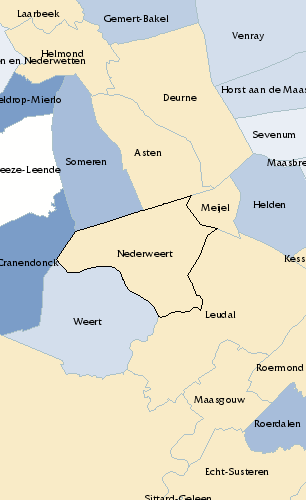 Laarbeek
Gemert-Bakel
Venray
Helmond
en Nederwetten
Horst aan de Maas
Deurne
eldrop-Mierlo
Sevenum
Asten
Someren
Maasbre
eeze-Leende
Helden
Meijel
Nederweert
Kess
Cranendonck
Leudal
Weert
Roermond
Maasgouw
Roerdalen
Echt-Susteren
Sittard-Geleen